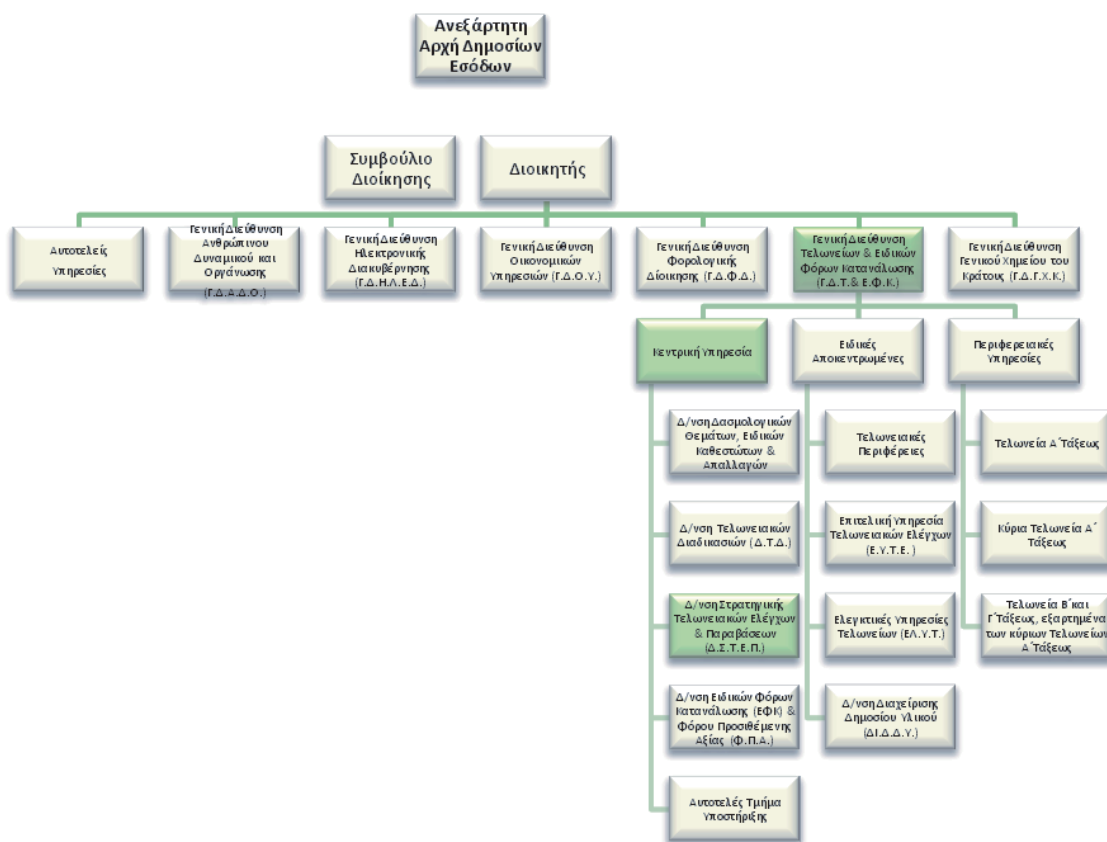 Ανεξάρτητη
Αρχή Δημοσίων
Εσόδων
Συμβούλιο
Διοίκησης
Διοικητής
Αυτοτελείς
Υπηρεσίες
Γενική Διεύθυνση
Ανθρώπινου
Δυναμικού και
Οργάνωσης
(Γ.Δ.Α.Δ.Ο.)
Γενική Διεύθυνση
Ηλεκτρονικής
Διακυβέρνησης
(Γ.Δ.Η.Λ.Ε.Δ.)
Γενική Διεύθυνση
Οικονομικών
Υπηρεσιών (Γ.Δ.Ο.Υ.)
Γενική Διεύθυνση
Φορολογικής
Δίοικησης (Γ.Δ.Φ.Δ.)
Γενική Διεύθυνση
Τελωνείων & Ειδικών
Φόρων Κατανάλωσης
(Γ.Δ.Τ.& Ε.Φ.Κ.)
Γενική Διεύθυνση
Γενικού Χημείου του
Κράτους (Γ.Δ.Γ.Χ.Κ.)
Κεντρική Υπηρεσία
Ειδικές
Αποκεντρωμένες
Περιφερειακές
Υπηρεσίες
Δ/νση Δασμολογικών
Θεμάτων, Ειδικών
Καθεστώτων &
Απαλλαγών
Τελωνειακές
Περιφέρειες
Τελωνεία Α΄Τάξεως
Δ/νση Τελωνειακών
Διαδικασιών (Δ.Τ.Δ.)
Επιτελική Υπηρεσία
Τελωνειακών Ελέγχων
(Ε.Υ.Τ.Ε. )
Κύρια Τελωνεία Α΄
Τάξεως
Δ/νση Στρατηγικής
Τελωνειακών Ελέγχων
& Παραβάσεων
(Δ.Σ.Τ.Ε.Π.)
Ελεγκτικές Υπηρεσίες
Τελωνείων (ΕΛ.Υ.Τ.)
Τελωνεία Β΄και
Γ΄Τάξεως, εξαρτημένα
των κύριων Τελωνείων
Α΄Τάξεως
Δ/νση Ειδικών Φόρων
Κατανάλωσης (ΕΦΚ) &
Φόρου Προσιθέμενης
Αξίας (Φ.Π.Α.)
Δ/νση Διαχείρισης
Δημοσίου Υλικού
(ΔΙ.Δ.Δ.Υ.)
Αυτοτελές Τμήμα
Υποστήριξης